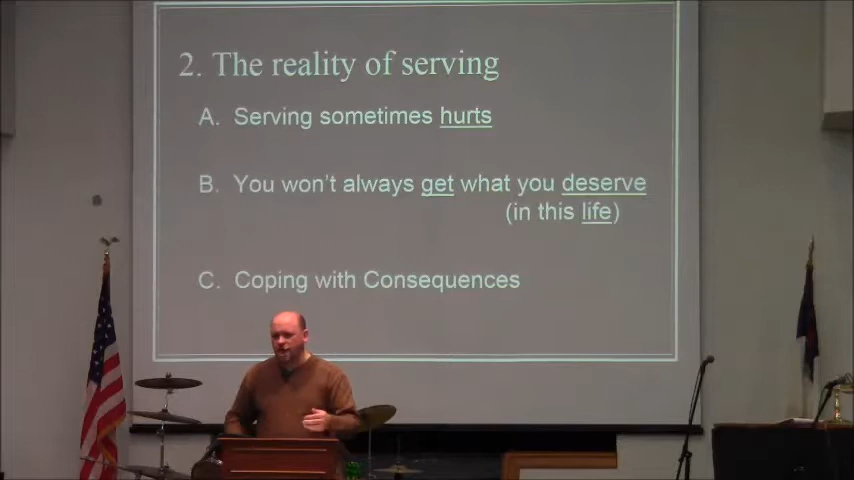 2. The reality of serving
A. Serving sometimes hurts
B. You won't always get what you deserve
(in this life)
C. Coping with Consequences